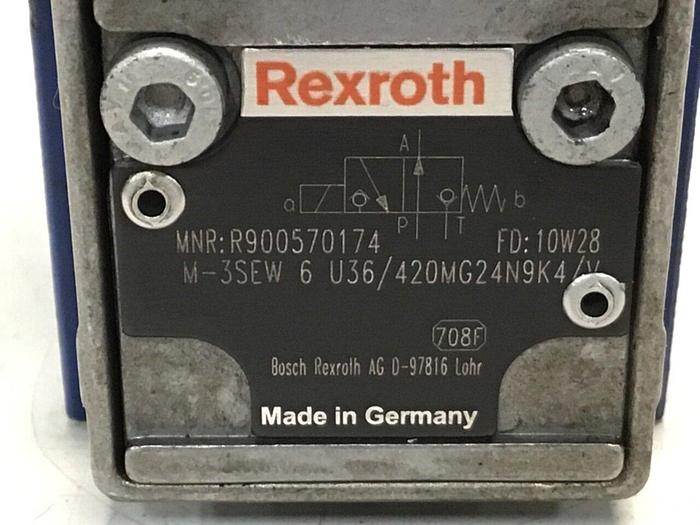 Rexroth
A
a b
P T
MNR: R900570174 FD: 10W28
M-3SEW 6 U36/420MG24N9K4/V
708F
Bosch Rexroth AG D-97816 Lohr
Made in Germany